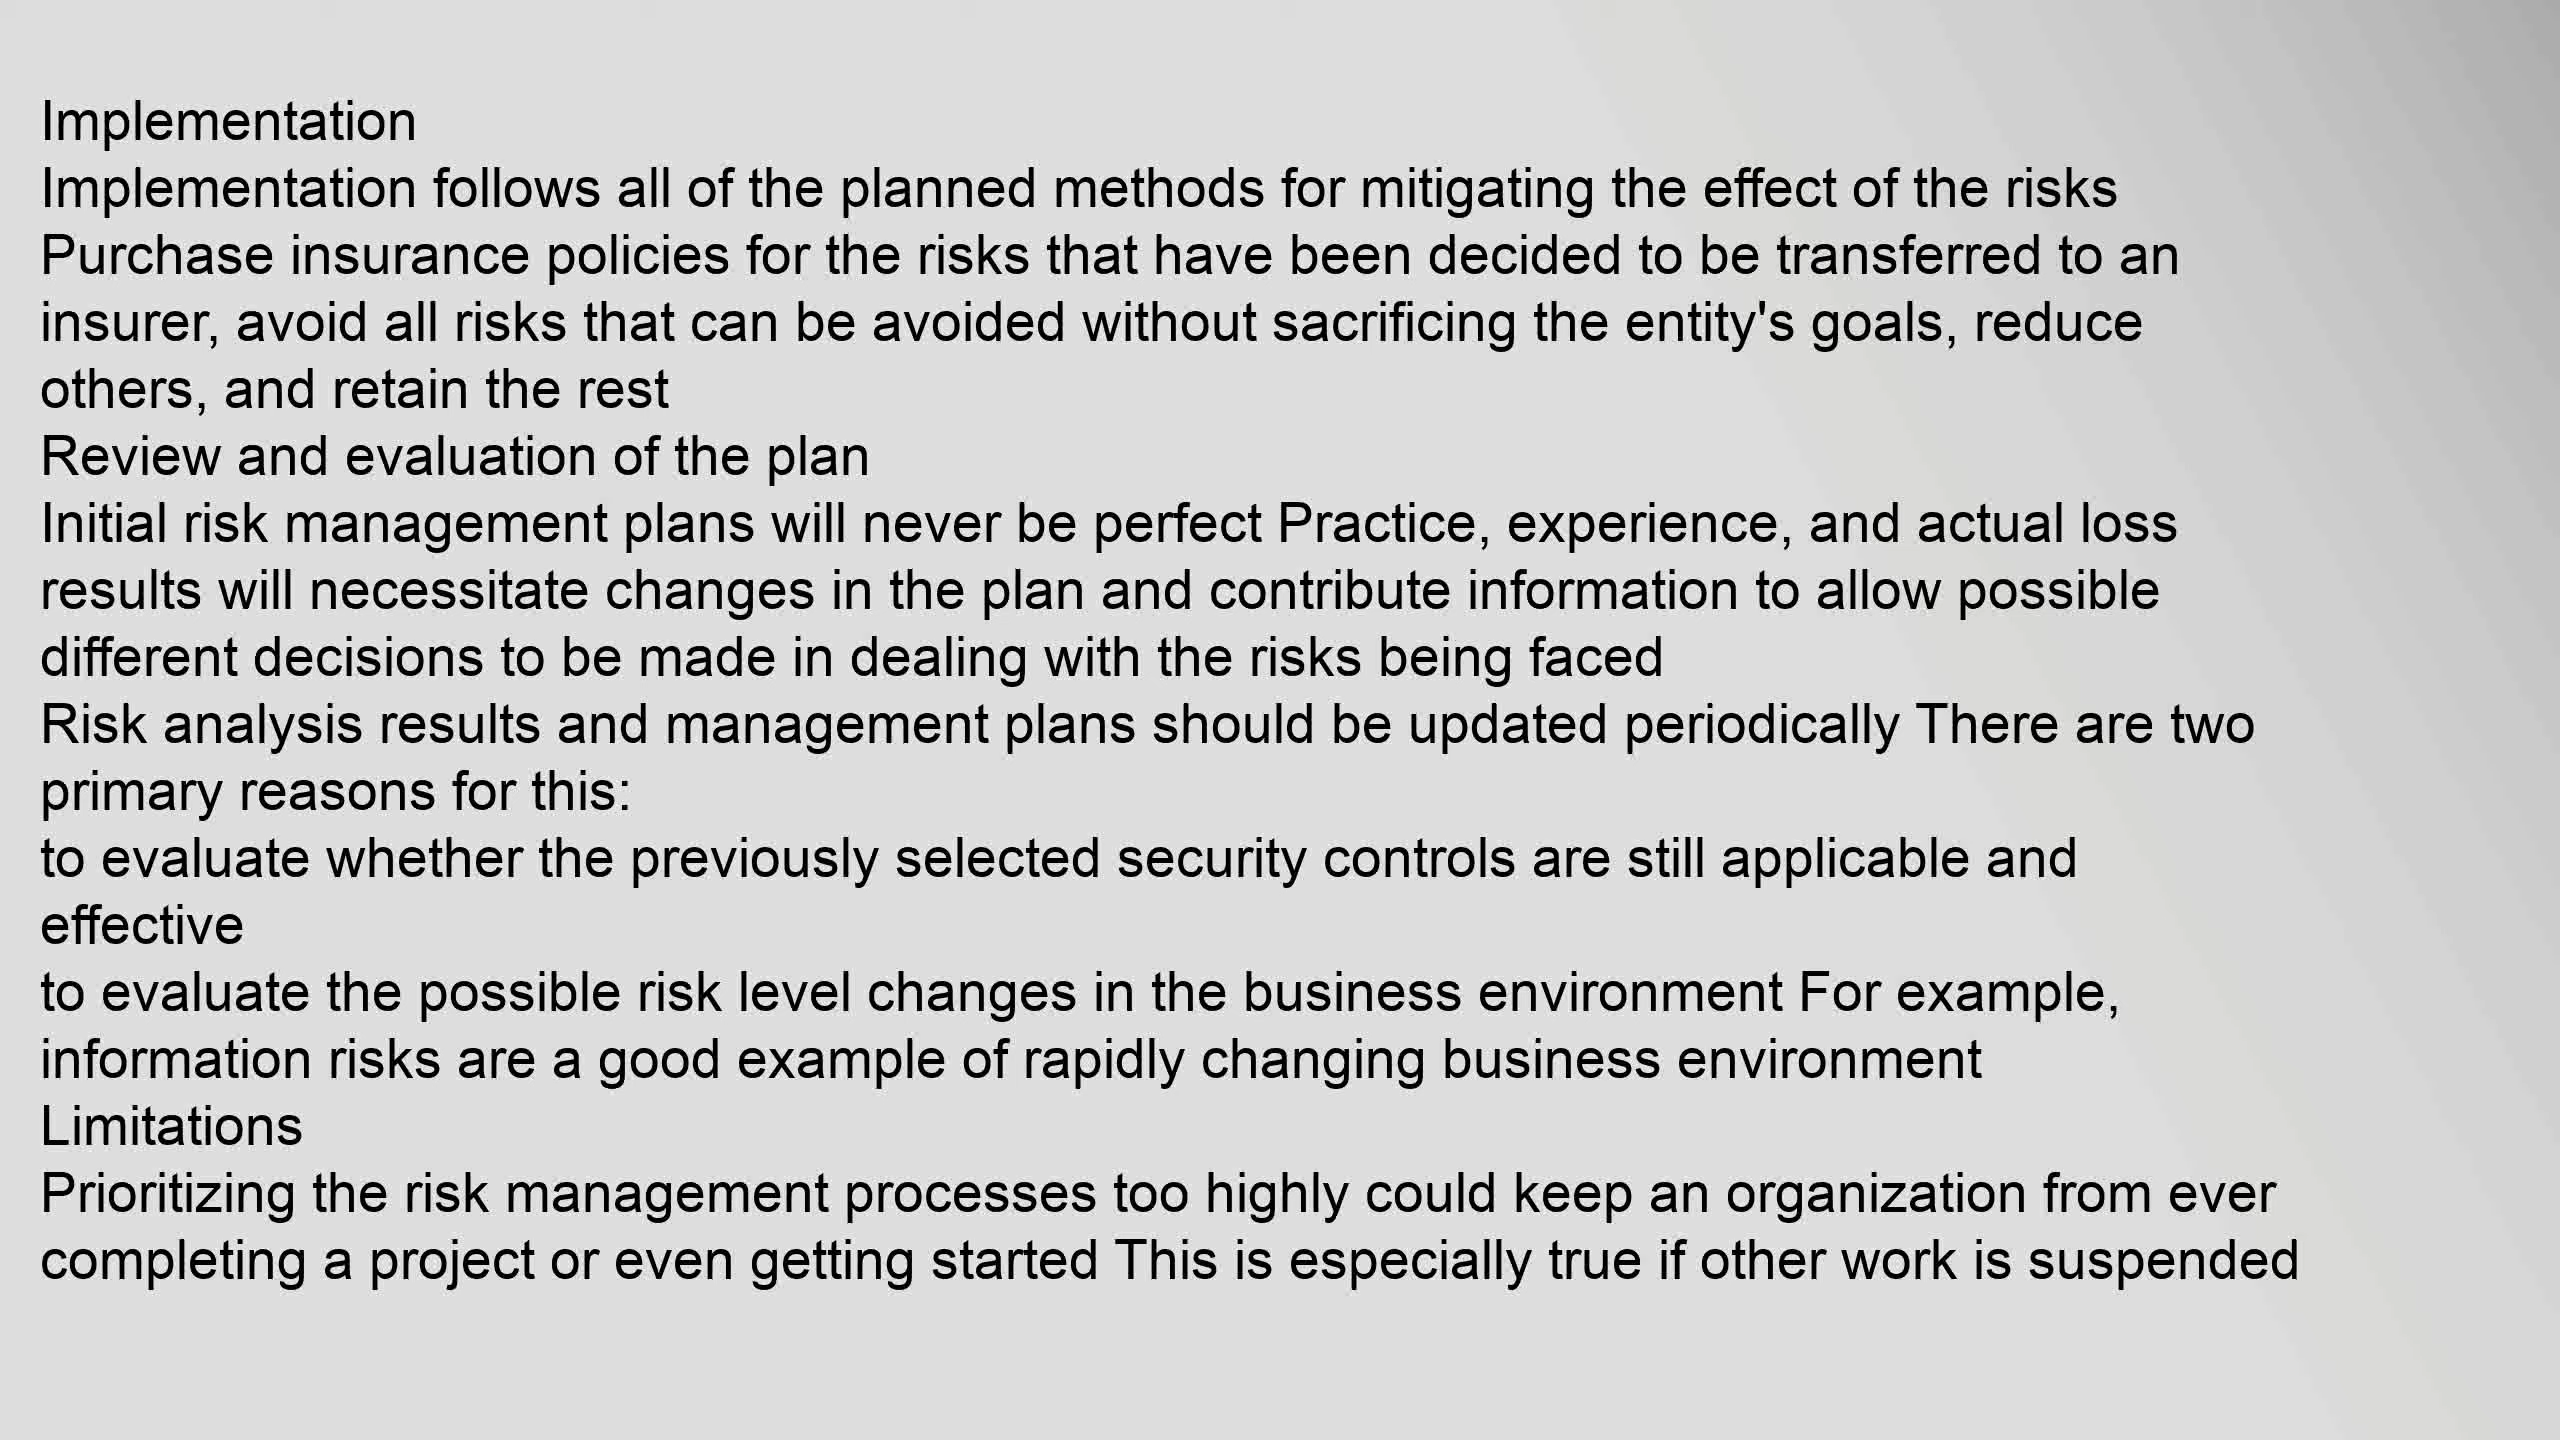 Implementation
Implementation follows all of the planned methods for mitigating the effect of the risks
Purchase insurance policies for the risks that have been decided to be transferred to an
insurer, avoid all risks that can be avoided without sacrificing the entity's goals, reduce
others, and retain the rest
Review and evaluation of the plan
Initial risk management plans will never be perfect Practice, experience, and actual loss
results will necessitate changes in the plan and contribute information to allow possible
different decisions to be made in dealing with the risks being faced
Risk analysis results and management plans should be updated periodically There are two
primary reasons for this:
to evaluate whether the previously selected security controls are still applicable and
effective
to evaluate the possible risk level changes in the business environment For example,
information risks are a good example of rapidly changing business environment
Limitations
Prioritizing the risk management processes too highly could keep an organization from ever
completing a project or even getting started This is especially true if other work is suspended